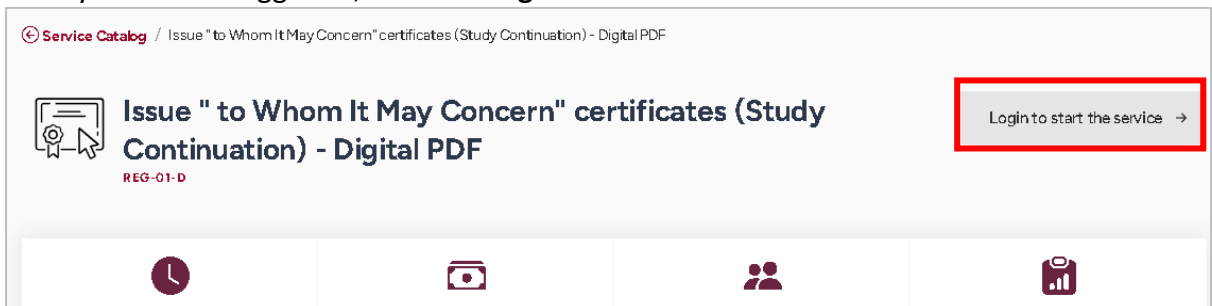 Service Catalog / Issue " to Whom It May Concern" certificates (Study Continuation) - Digital PDF
Issue " to Whom It May Concern" certificates (Study
Continuation) - Digital PDF
Login to start the service →
REG-01-D